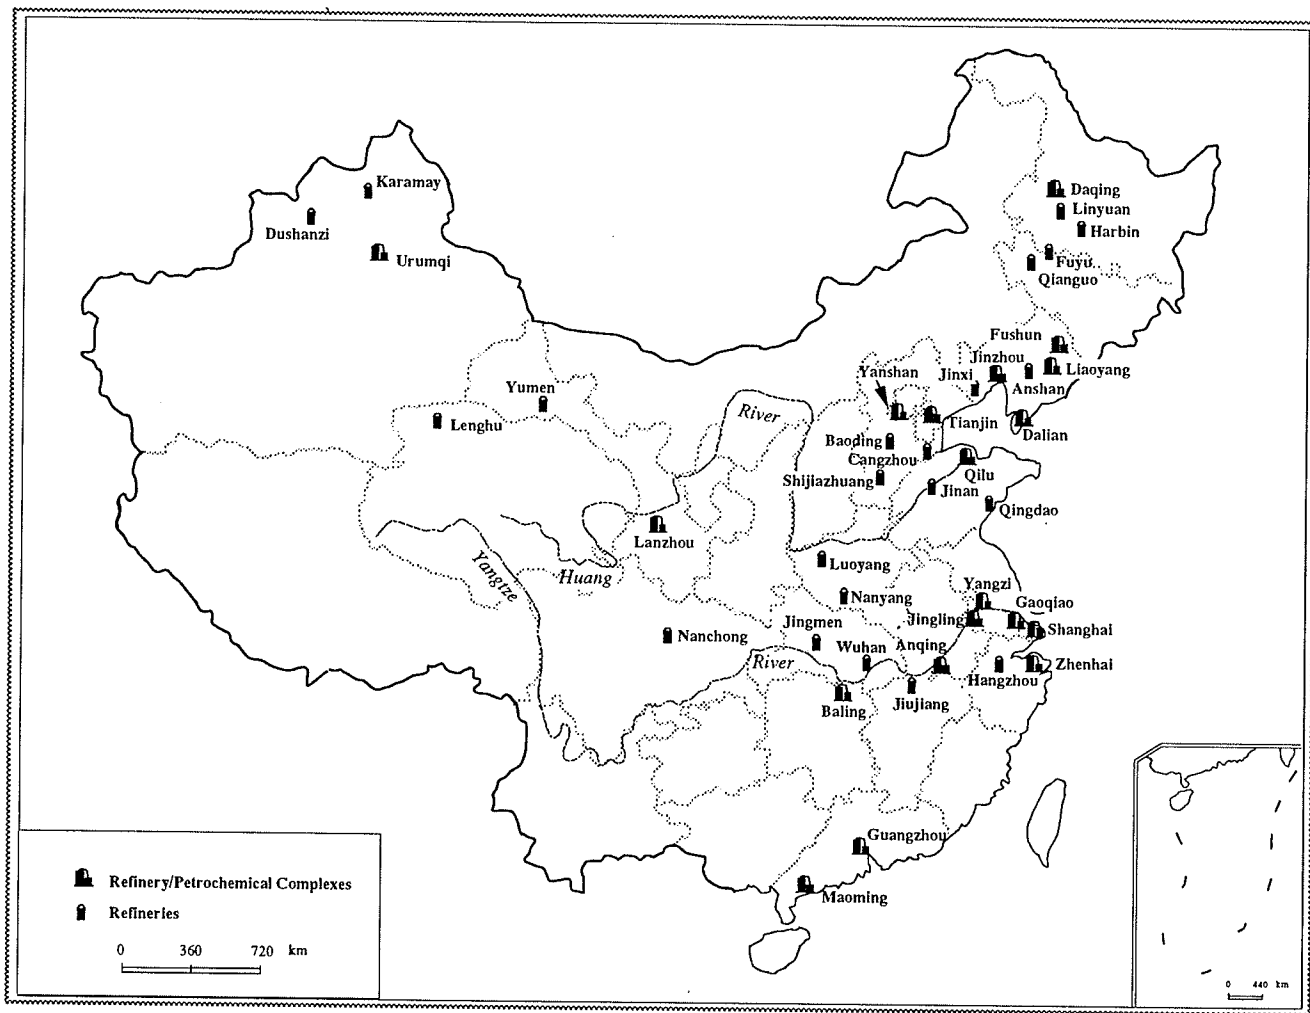 Karamay
Dushanzi
Urumqi
Daqing
Linyuan
Harbin
Fuyu
Qianguo
Fushun
Jinzhou
Liaoyang
Yanshan
Jinxi
Anshan
Yumen
Lenghu
River
Tianjin
Dalian
Baoding
Cangzhou
Shijiazhuang
Qilu
Jinan
Qingdao
Lanzhou
Yangtze
Huang
Luoyang
Nanyang
Yangzi
Gaoqiao
Jingling
Shanghai
Nanchong
Jingmen
Wuhan
Anqing
River
Hangzhou
Zhenhai
Baling
Jiujiang
Guangzhou
Maoming
Refinery/Petrochemical Complexes
Refineries
0 360 720 km
0 440 km